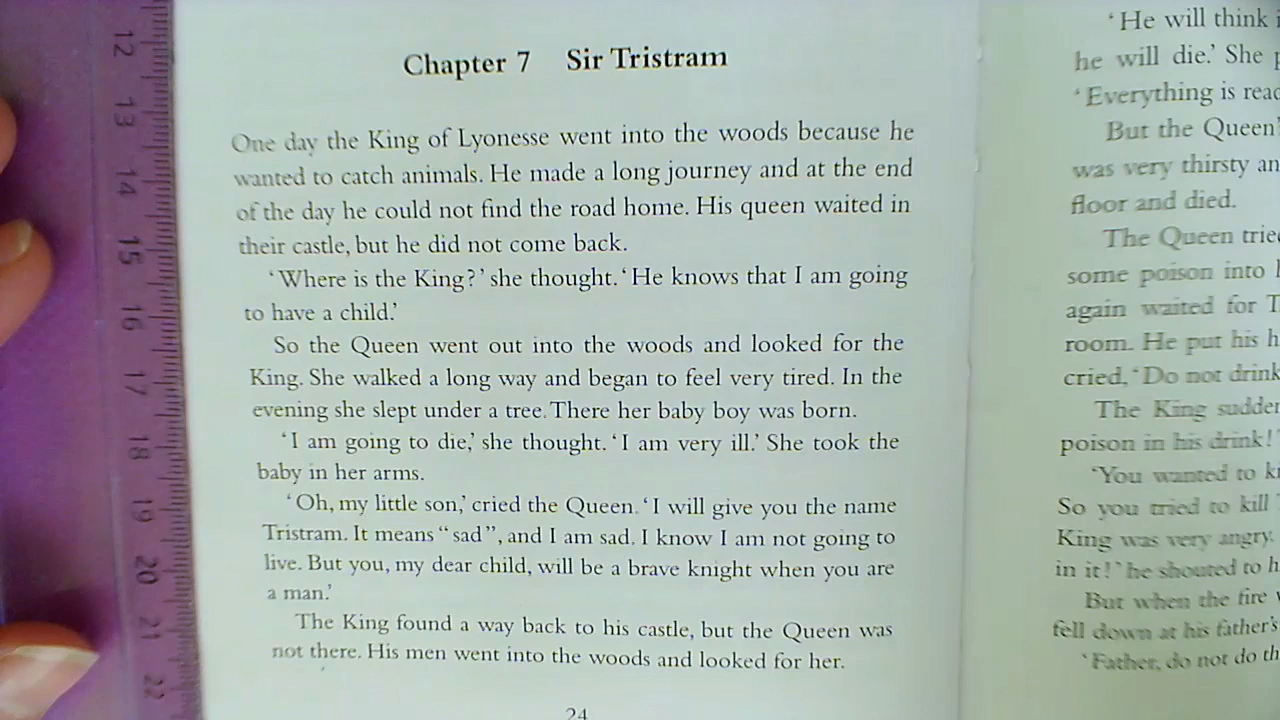 Chapter 7 Sir Tristram
One day the King of Lyonesse went into the woods because he
wanted to catch animals. He made a long journey and at the end
of the day he could not find the road home. His queen waited in
their castle, but he did not come back.
‘Where is the King?’ she thought. ‘He knows that I am going
to have a child.’
So the Queen went out into the woods and looked for the
King. She walked a long way and began to feel very tired. In the
evening she slept under a tree. There her baby boy was born.
‘I am going to die,’ she thought. ‘I am very ill.’ She took the
baby in her arms.
‘Oh, my little son,’ cried the Queen. ‘I will give you the name
Tristram. It means “sad”, and I am sad. I know I am not going to
live. But you, my dear child, will be a brave knight when you are
a man.’
The King found a way back to his castle, but the Queen was
not there. His men went into the woods and looked for her.
24
‘He will think
he will die.’ She
‘Everything is
But the Queen’
was very thirsty
floor and died.
The Queen
some poison into
again waited for
room. He put his
cried, ‘Do not drink
The King
poison in his drink!
‘You wanted to
So you tried to kill
King was very angry.
in it!’ he shouted to
But when the fire
fell down at his father’s
‘Father, do not do
12
13
14
15
16
17
18
19
20
21
22